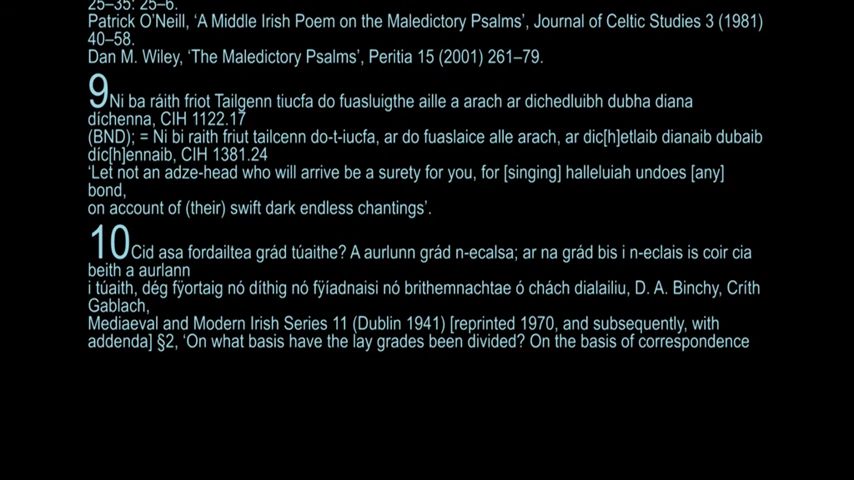 25–35: 25–6.
Patrick O’Neill, ‘A Middle Irish Poem on the Maledictory Psalms’, Journal of Celtic Studies 3 (1981)
40–58.
Dan M. Wiley, ‘The Maledictory Psalms’, Peritia 15 (2001) 261–79.
9Ni ba ráith friot Tailgenn tiucfa do fuasluigthe aille a arach ar dichedluibh dubha diana
díchenna, CIH 1122.17
(BND); = Ni bi raith friut tailcenn do-t-iucfa, ar do fuaslaice alle arach, ar dic[h]etlaib dianaib dubaib
díc[h]ennaib, CIH 1381.24
‘Let not an adze-head who will arrive be a surety for you, for [singing] halleluiah undoes [any]
bond,
on account of (their) swift dark endless chantings’.
10Cid asa fordailtea grád túaithe? A aurlunn grád n-ecalsa; ar na grád bis i n-eclais is coir cia
beith a aurlann
i túaith, dég fÿortaig nó díthig nó fÿíadnaisi nó brithemnachtae ó chách dialailiu, D. A. Binchy, Críth
Gablach,
Mediaeval and Modern Irish Series 11 (Dublin 1941) [reprinted 1970, and subsequently, with
addenda] §2, ‘On what basis have the lay grades been divided? On the basis of correspondence